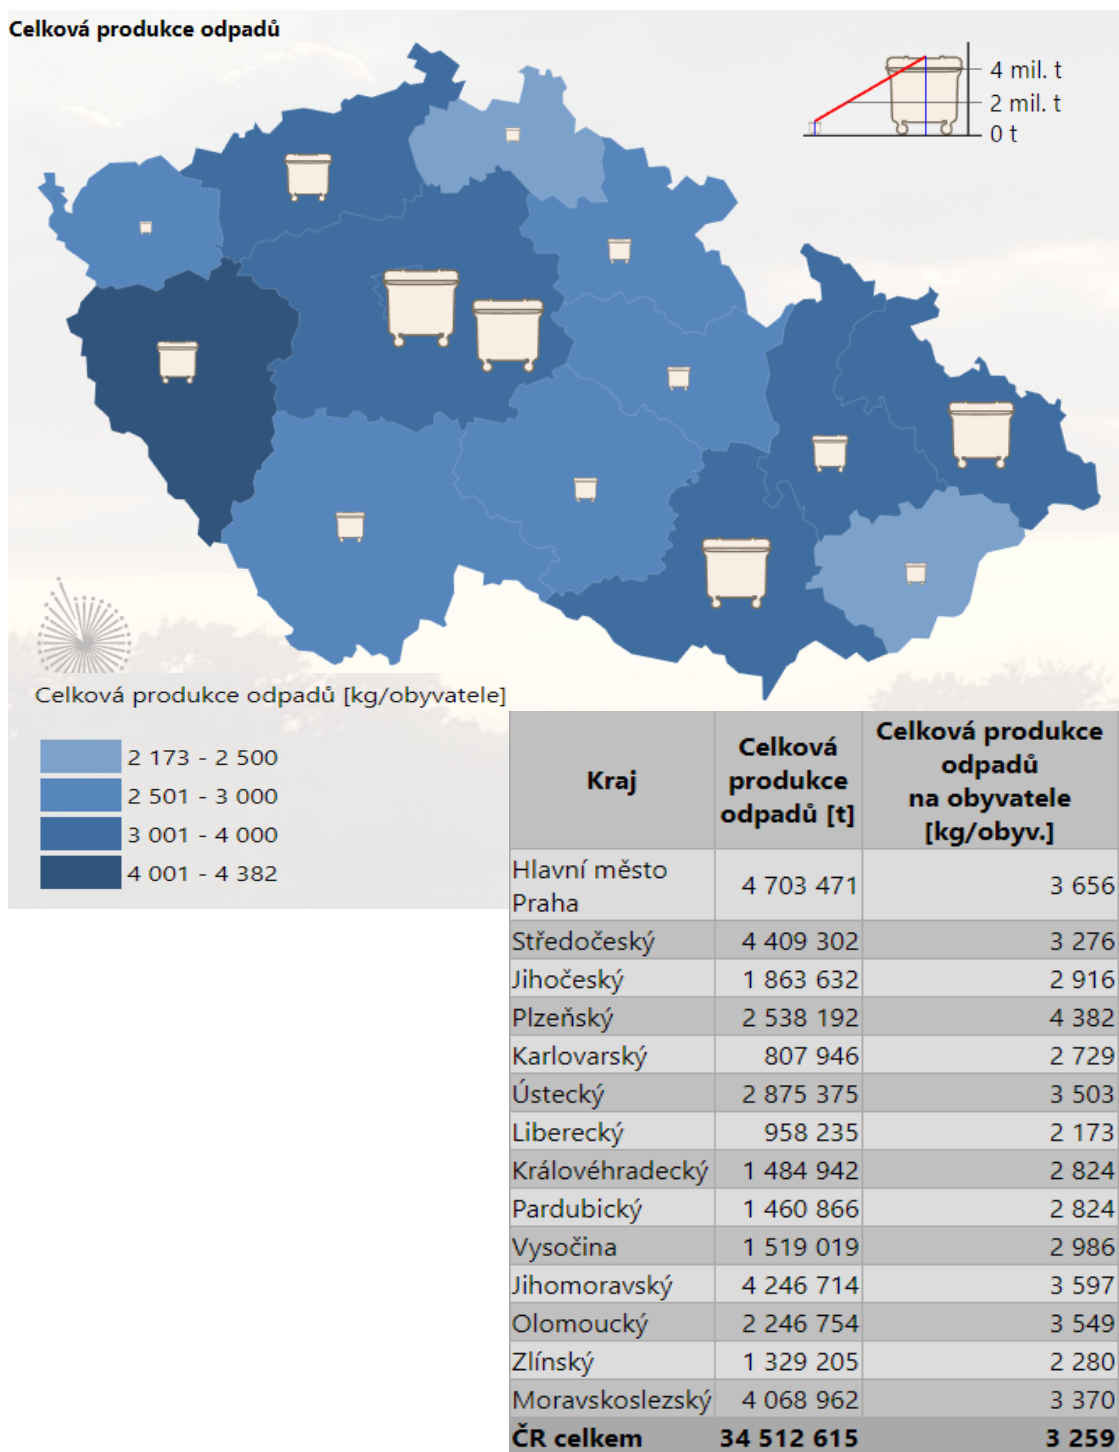 Celková produkce odpadů
4 mil. t
2 mil. t
0 t
Celková produkce odpadů [kg/obyvatele]
2 173 - 2 500
2 501 - 3 000
3 001 - 4 000
4 001 - 4 382
Kraj
Celková
produkce
odpadů [t]
Celková produkce
odpadů
na obyvatele
[kg/obyv.]
Hlavní město
Praha 4 703 471 3 656
Středočeský 4 409 302 3 276
Jihočeský 1 863 632 2 916
Plzeňský 2 538 192 4 382
Karlovarský 807 946 2 729
Ústecký 2 875 375 3 503
Liberecký 958 235 2 173
Královéhradecký 1 484 942 2 824
Pardubický 1 460 866 2 824
Vysočina 1 519 019 2 986
Jihomoravský 4 246 714 3 597
Olomoucký 2 246 754 3 549
Zlínský 1 329 205 2 280
Moravskoslezský 4 068 962 3 370
ČR celkem 34 512 615 3 259